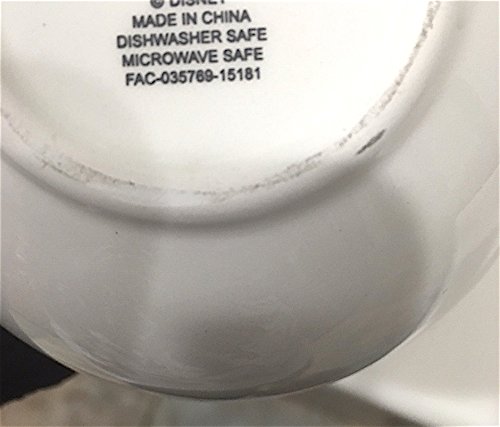 © DISNEY
MADE IN CHINA
DISHWASHER SAFE
MICROWAVE SAFE
FAC-035769-15181